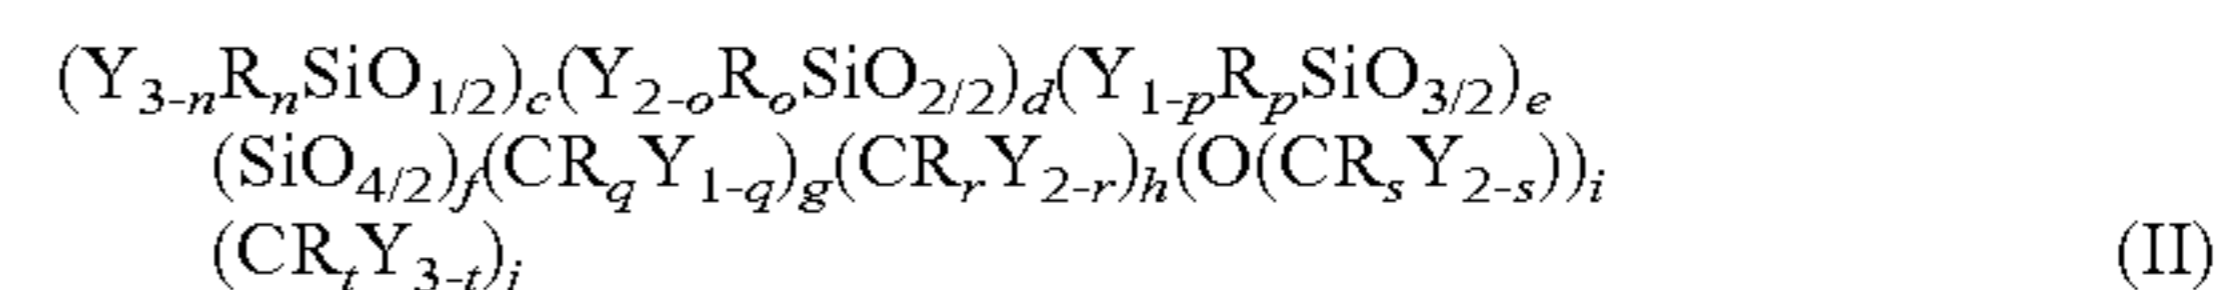 (Y₃₋ₙRₙSiO₁/₂)c(Y₂₋ₒRₒSiO₂/₂)d(Y₁₋ₚRₚSiO₃/₂)e
(SiO₄/₂)f(CRqY₁₋q)g(CRrY₂₋r)h(O(CRsY₂₋s))i
(CRtY₃₋t)j (II)